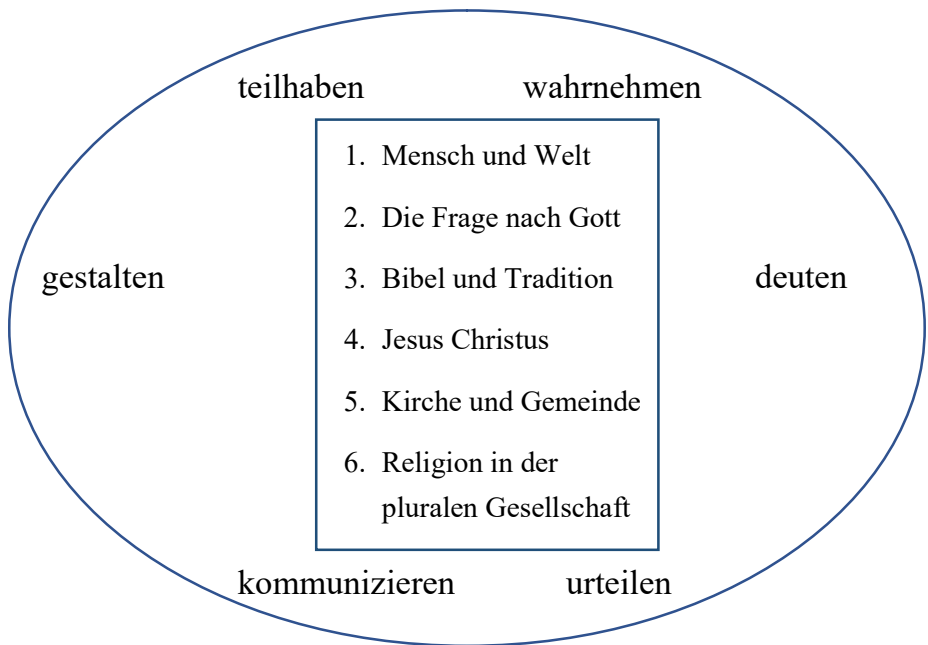 teilhaben wahrnehmen
1. Mensch und Welt
2. Die Frage nach Gott
gestalten
3. Bibel und Tradition
deuten
4. Jesus Christus
5. Kirche und Gemeinde
6. Religion in der
pluralen Gesellschaft
kommunizieren urteilen